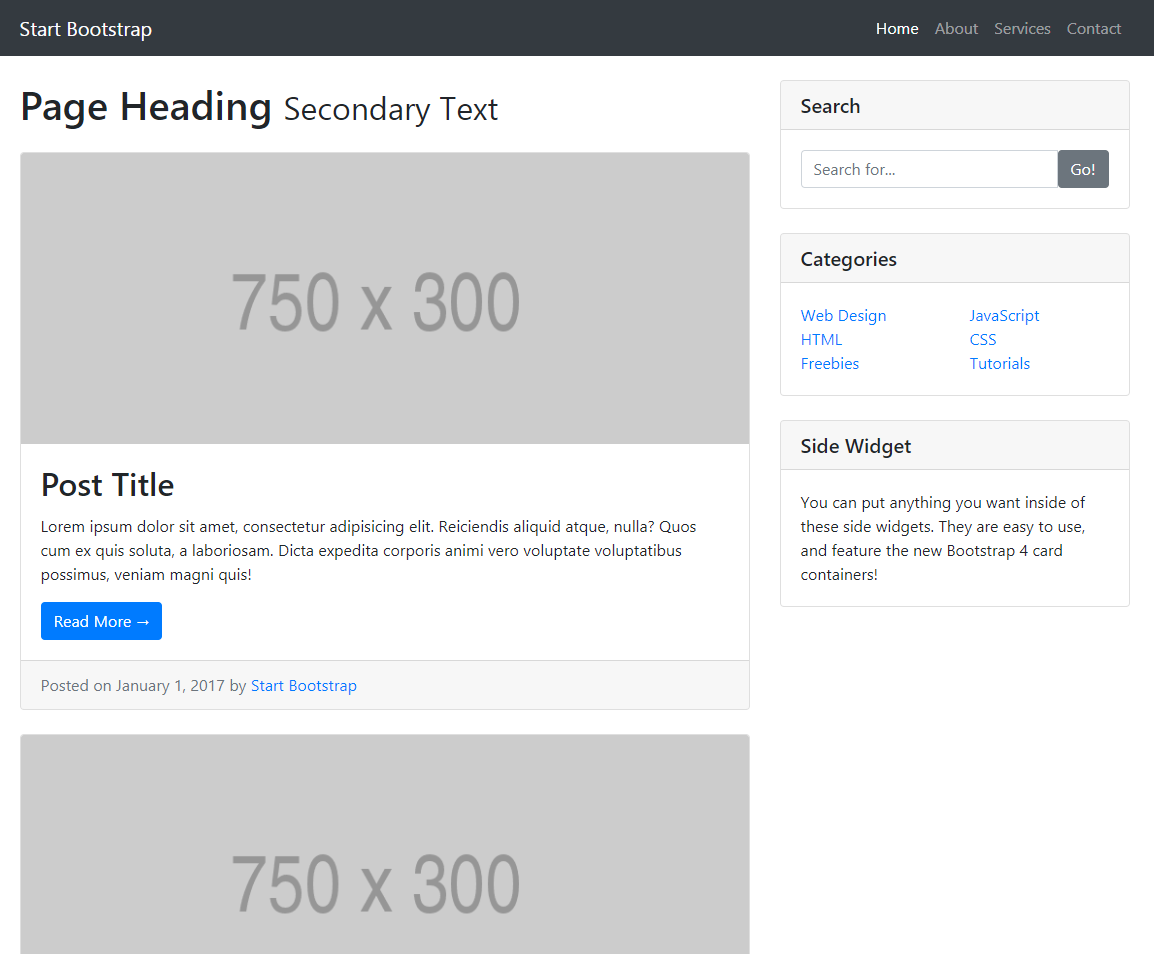 Start Bootstrap
Home About Services Contact
Page Heading Secondary Text
750 x 300
Post Title
Lorem ipsum dolor sit amet, consectetur adipisicing elit. Reiciendis aliquid atque, nulla? Quos
cum ex quis soluta, a laboriosam. Dicta expedita corporis animi vero voluptate voluptatibus
possimus, veniam magni quis!
Read More →
Posted on January 1, 2017 by Start Bootstrap
750 x 300
Search
Search for...
Go!
Categories
Web Design
HTML
Freebies
JavaScript
CSS
Tutorials
Side Widget
You can put anything you want inside of
these side widgets. They are easy to use,
and feature the new Bootstrap 4 card
containers!